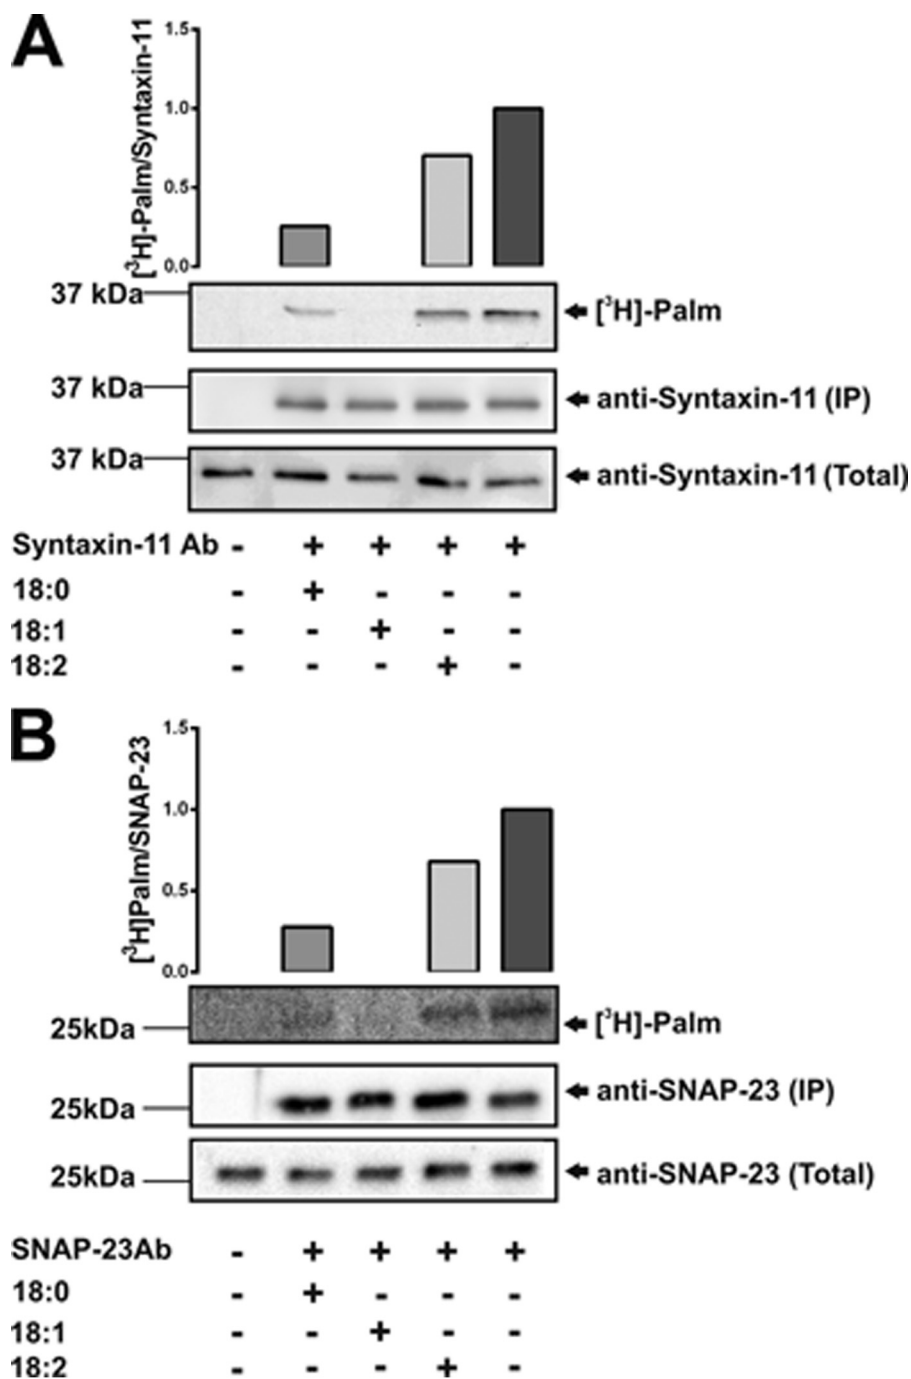 A
[³H]-Palm/Syntaxin-11
1.5
1.0
0.5
0.0
37 kDa
[³H]-Palm
37 kDa
anti-Syntaxin-11 (IP)
37 kDa
anti-Syntaxin-11 (Total)
Syntaxin-11 Ab - + + + +
18:0 - + - - -
18:1 - - + - -
18:2 - - - + -
B
[³H]Palm/SNAP-23
1.5
1.0
0.5
0.0
25kDa
[³H]-Palm
25kDa
anti-SNAP-23 (IP)
25kDa
anti-SNAP-23 (Total)
SNAP-23Ab - + + + +
18:0 - + - - -
18:1 - - + - -
18:2 - - - + -